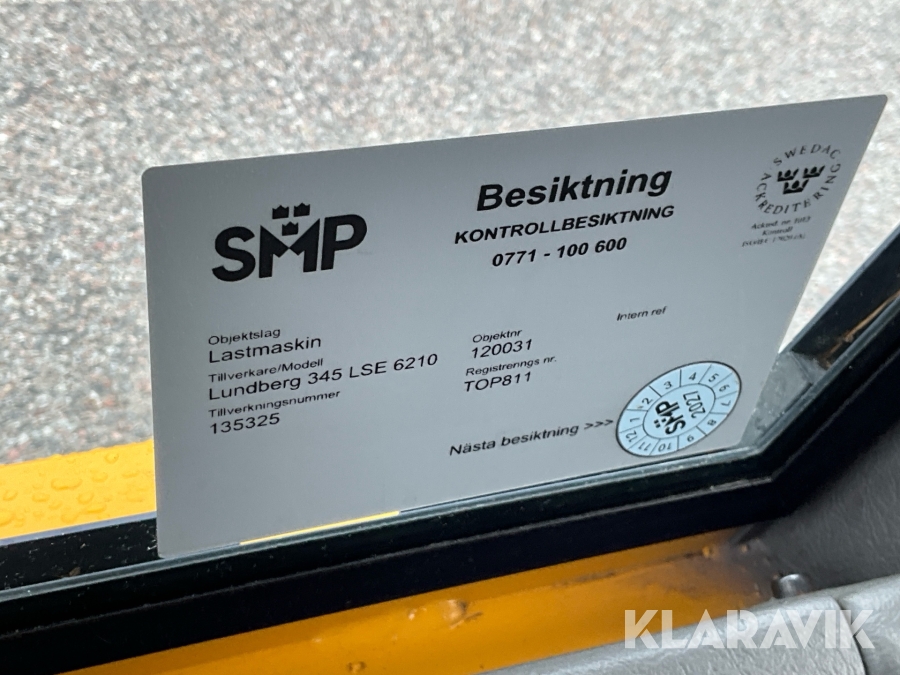 SMP
Besiktning
KONTROLLBESIKTNING
0771 - 100 600
SWEDAC
ACKREDITERING
Kontroll
Objektslag
Lastmaskin
Tillverkare/Modell
Lundberg 345 LSE 6210
Tillverkningsnummer
135325
Objektnr
120031
Registrerings nr.
TOP811
Intern ref
Nästa besiktning >>>
1 2 3 4 5 6 7 8 9 10 11 12
SMP
2027
KLARAVIK